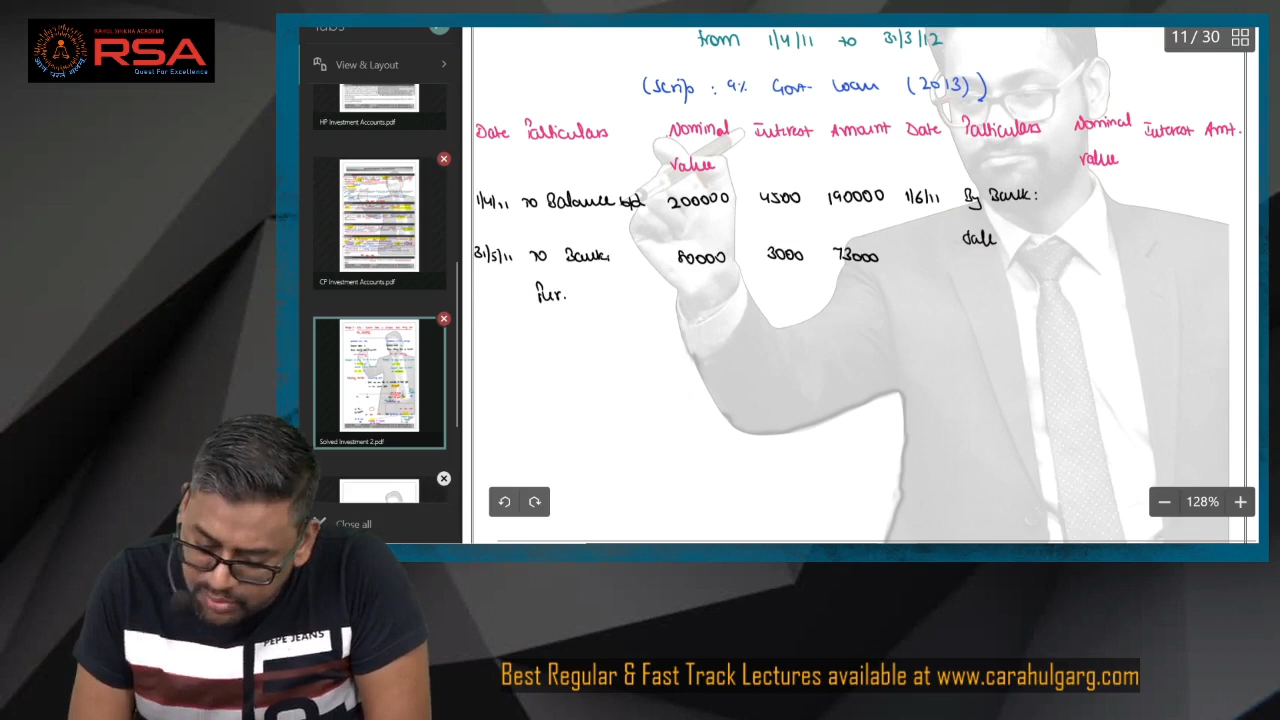 RAHUL SHIKHA ACADEMY
RSA
Quest For Excellence
Tabs
View & Layout
HP Investment Accounts.pdf
CP Investment Accounts.pdf
Solved Investment 2.pdf
Close all
11 / 30
from 1/4/11 to 31/3/12
(Scrip : 9% Govt Loan (2013))
Date Particulars Nominal Value Interest Amount Date Particulars Nominal Value Interest Amt.
1/4/11 To Balance b/d 200000 4500 190000 1/6/11 By Bank: Sale
31/5/11 To Bank: Pur. 80000 3000 73000
128%
PEPE JEANS
Best Regular & Fast Track Lectures available at www.carahulgarg.com